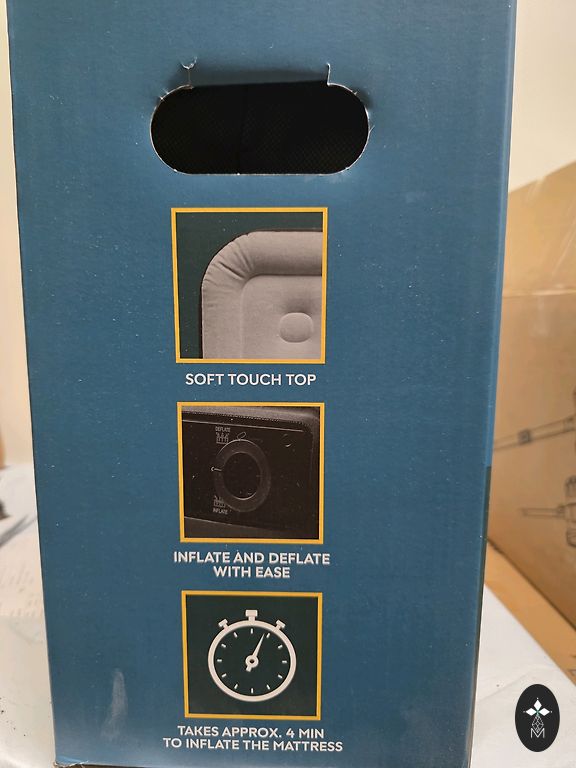 SOFT TOUCH TOP
DEFLATE
INFLATE
INFLATE AND DEFLATE
WITH EASE
TAKES APPROX. 4 MIN
TO INFLATE THE MATTRESS
M